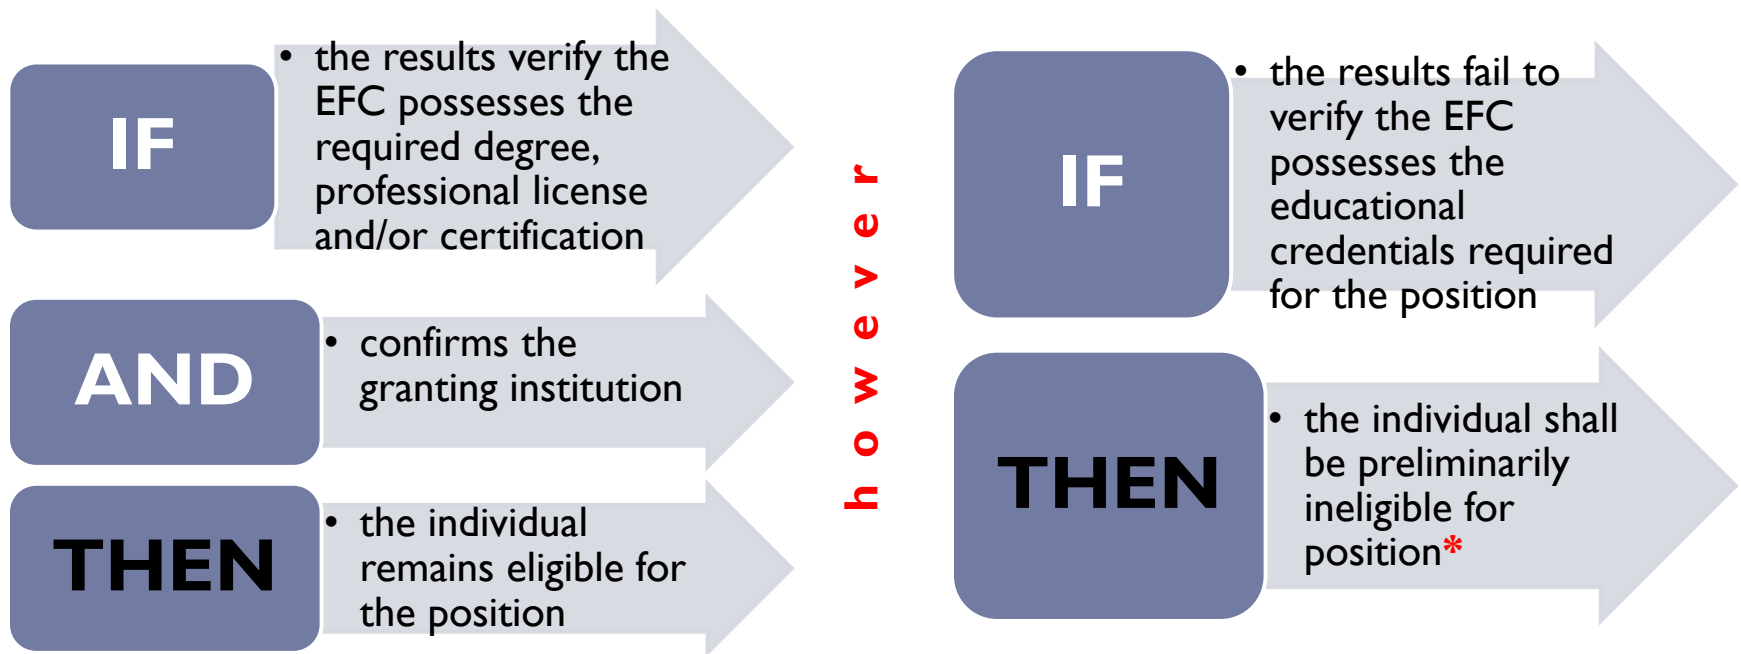 IF
• the results verify the
EFC possesses the
required degree,
professional license
and/or certification
AND
• confirms the
granting institution
THEN
• the individual
remains eligible for
the position
however
IF
• the results fail to
verify the EFC
possesses the
educational
credentials required
for the position
THEN
• the individual shall
be preliminarily
ineligible for
position*